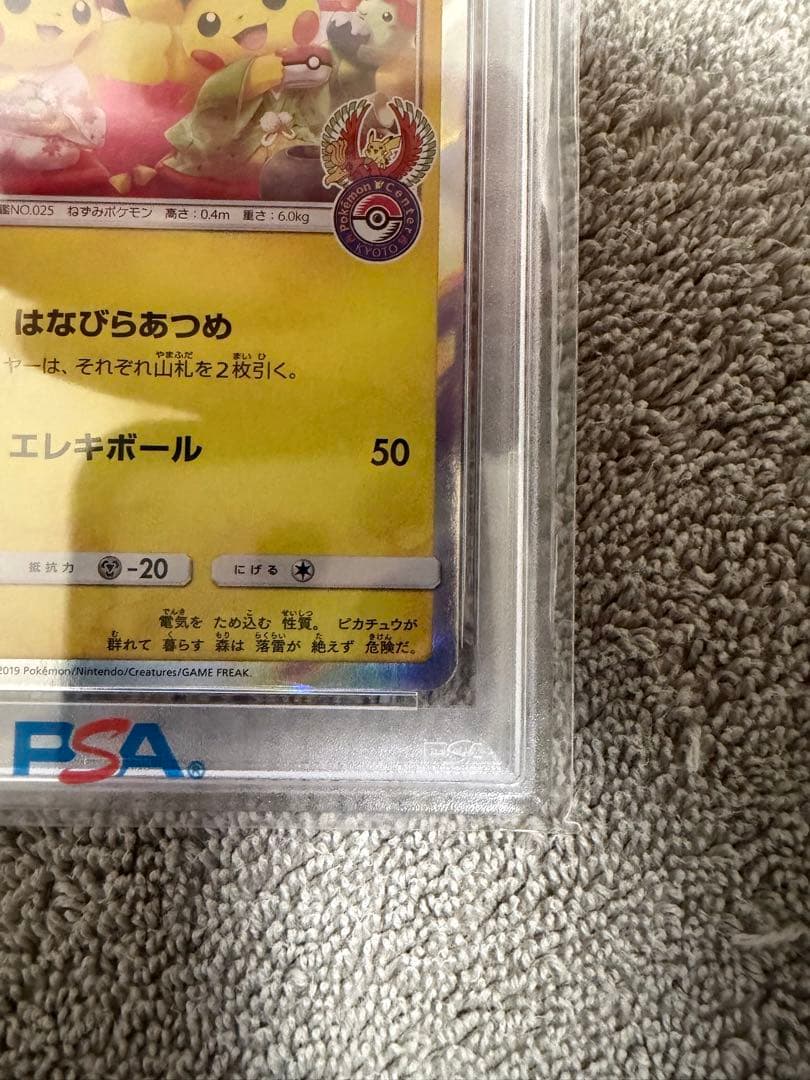 Pokémon Center
KYOTO
鑑NO.025 ねずみポケモン 高さ:0.4m 重さ:6.0kg
はなびらあつめ
ヤーは、それぞれ山札を2枚引く。
エレキボール 50
抵抗力 -20 にげる
電気を ため込む 性質。 ピカチュウが
群れて 暮らす 森は 落雷が 絶えず 危険だ。
2019 Pokémon/Nintendo/Creatures/GAME FREAK.
PSA®